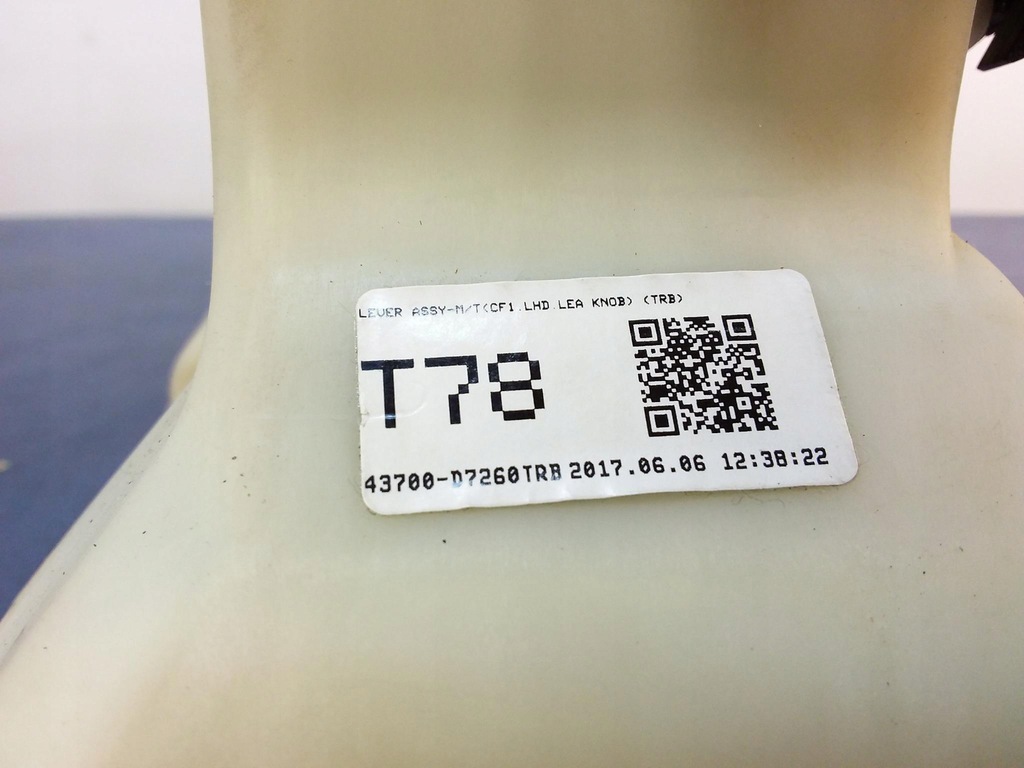 LEVER ASSY-M/T(CF1.LHD.LEA KNOB) (TRB)
T78
43700-D7260TRB 2017.06.06 12:38:22